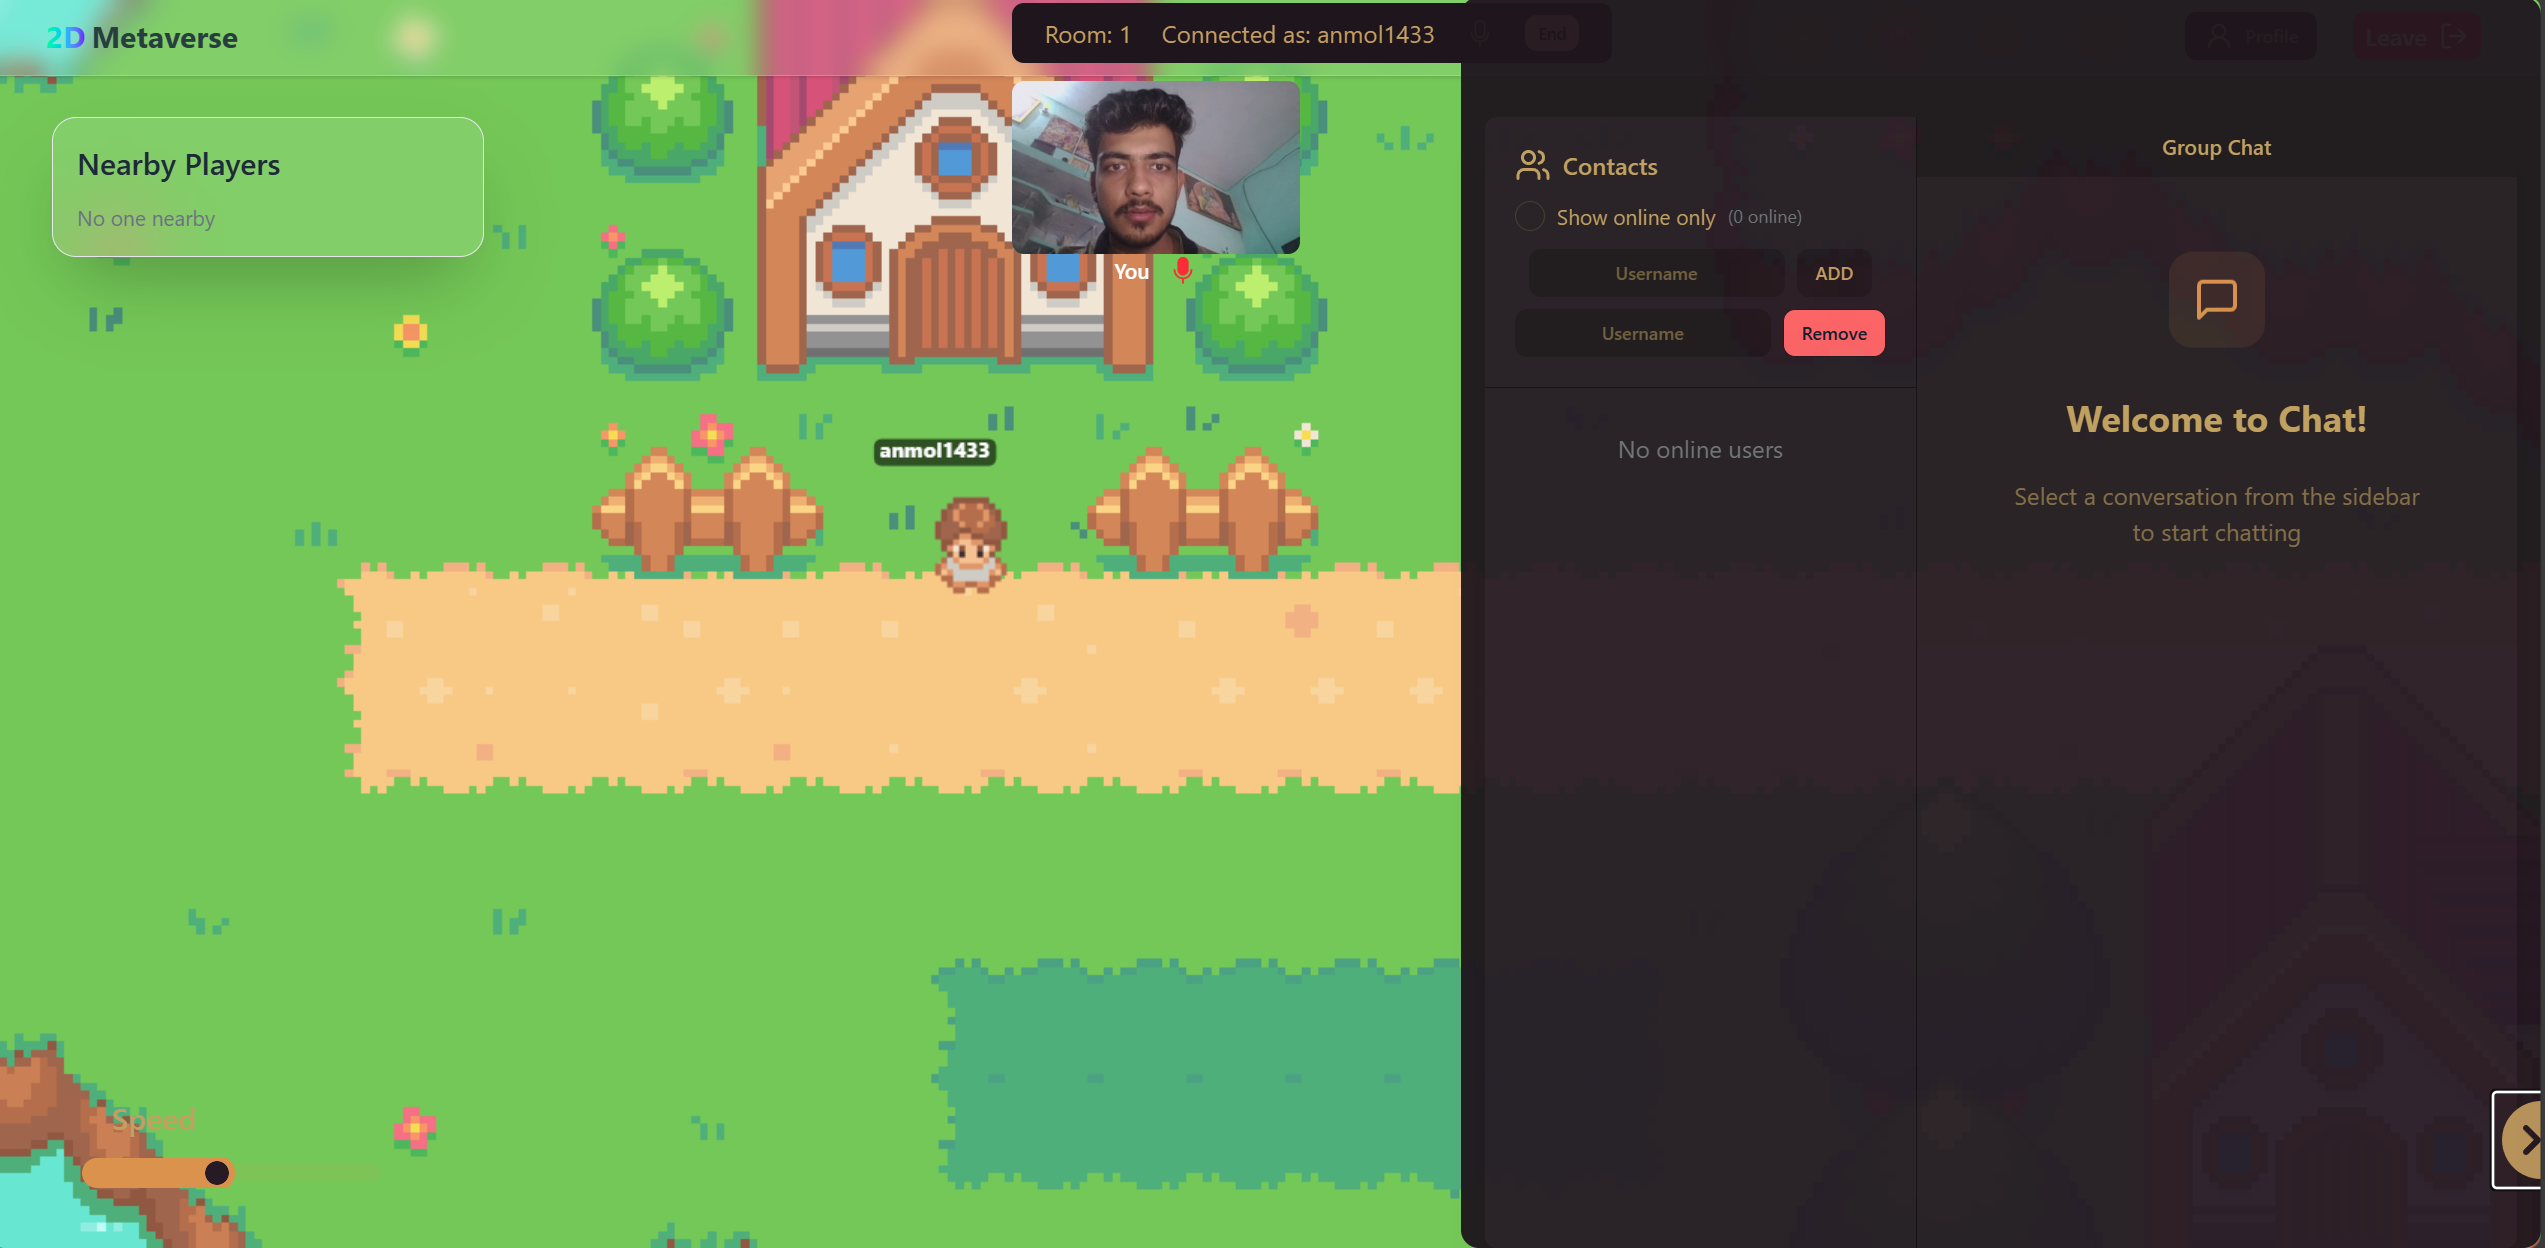 2D Metaverse
Room: 1 Connected as: anmol1433
End
Profile
Leave
Nearby Players
No one nearby
You
anmol1433
Speed
Contacts
Show online only (0 online)
Username ADD
Username Remove
No online users
Group Chat
Welcome to Chat!
Select a conversation from the sidebar
to start chatting